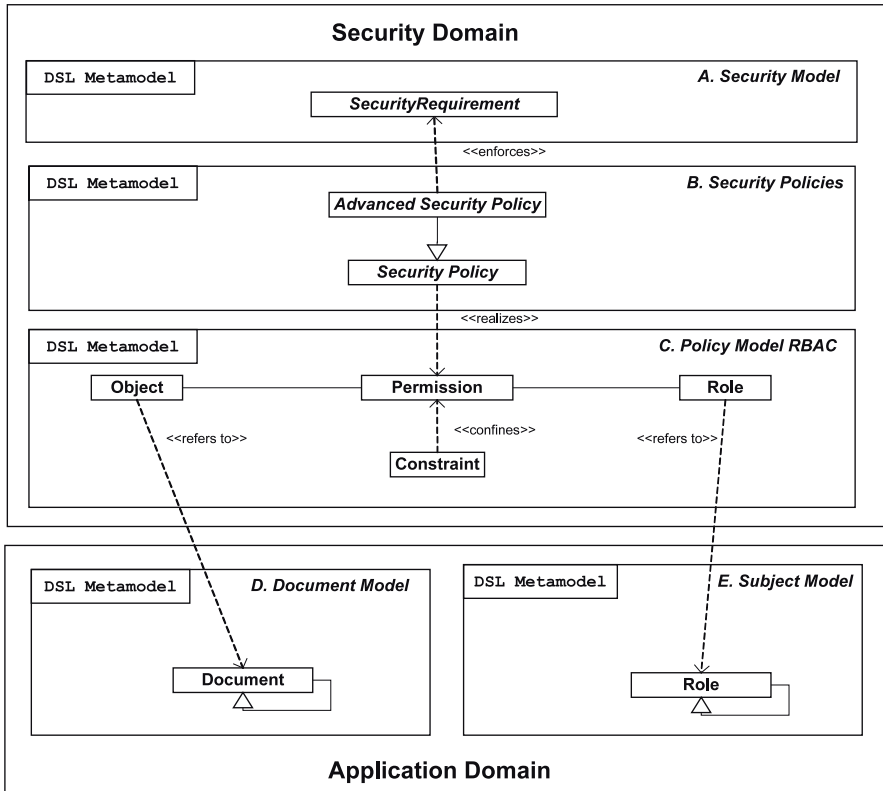 Security Domain
DSL Metamodel
A. Security Model
SecurityRequirement
<<enforces>>
DSL Metamodel
B. Security Policies
Advanced Security Policy
Security Policy
<<realizes>>
DSL Metamodel
C. Policy Model RBAC
Object
Permission
Role
<<refers to>>
<<confines>>
<<refers to>>
Constraint
DSL Metamodel
D. Document Model
DSL Metamodel
E. Subject Model
Document
Role
Application Domain